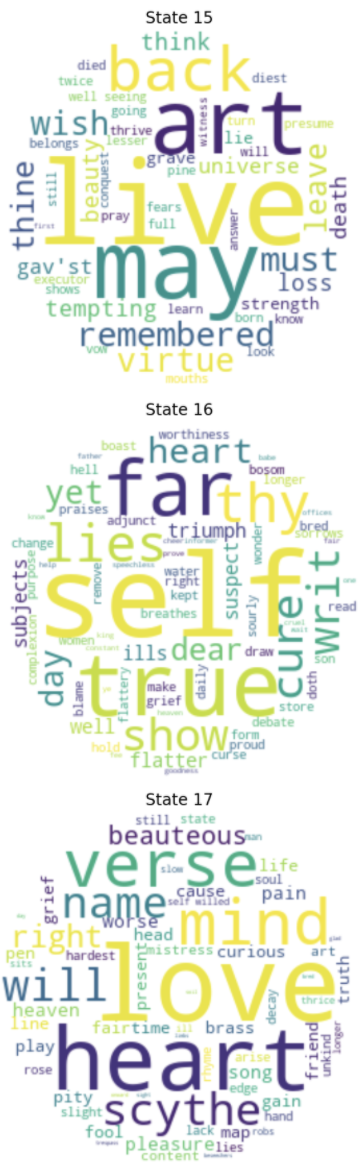 State 15
think
died
back
twice
diest
well seeing
going
art
witness
turn
presume
wish
thrive
lesser
lie
will
belongs
beauty
conquest
grave
universe
pine
leave
death
thine
still
live
pray
fears
full
answer
first
may
must
gav'st
loss
executor
shows
tempting
learn
born
know
strength
remembered
vow
look
virtue
mouths
State 16
worthiness
father
boast
heart
babe
hell
far
bosom
longer
yet
praises
thy
offices
adjunct
triumph
bred
sorrows
change
lies
cheer
informer
wonder
fair
know
prove
help
speechless
suspect
writ
purpose
remove
water
right
kept
self
one
subjects
breathes
sourly
cure
cruel
read
complexion
women
ills
dear
draw
son
day
king
constant
true
doth
blame
flattery
make
grief
daily
store
well
show
form
debate
hold
proud
flatter
curse
goodness
State 17
still
state
beauteous
man
verse
slow
life
soul
grief
name
cause
self willed
pain
worse
mind
right
head
pen
hardest
mistress
curious
art
sits
present
truth
will
love
thrice
heaven
decay
line
fair
time
ill
brass
play
heart
friend
unkind
longer
rose
rhyme
arise
song
edge
pity
scythe
gain
slight
hand
fool
lack
map
robs
pleasure
lies
content